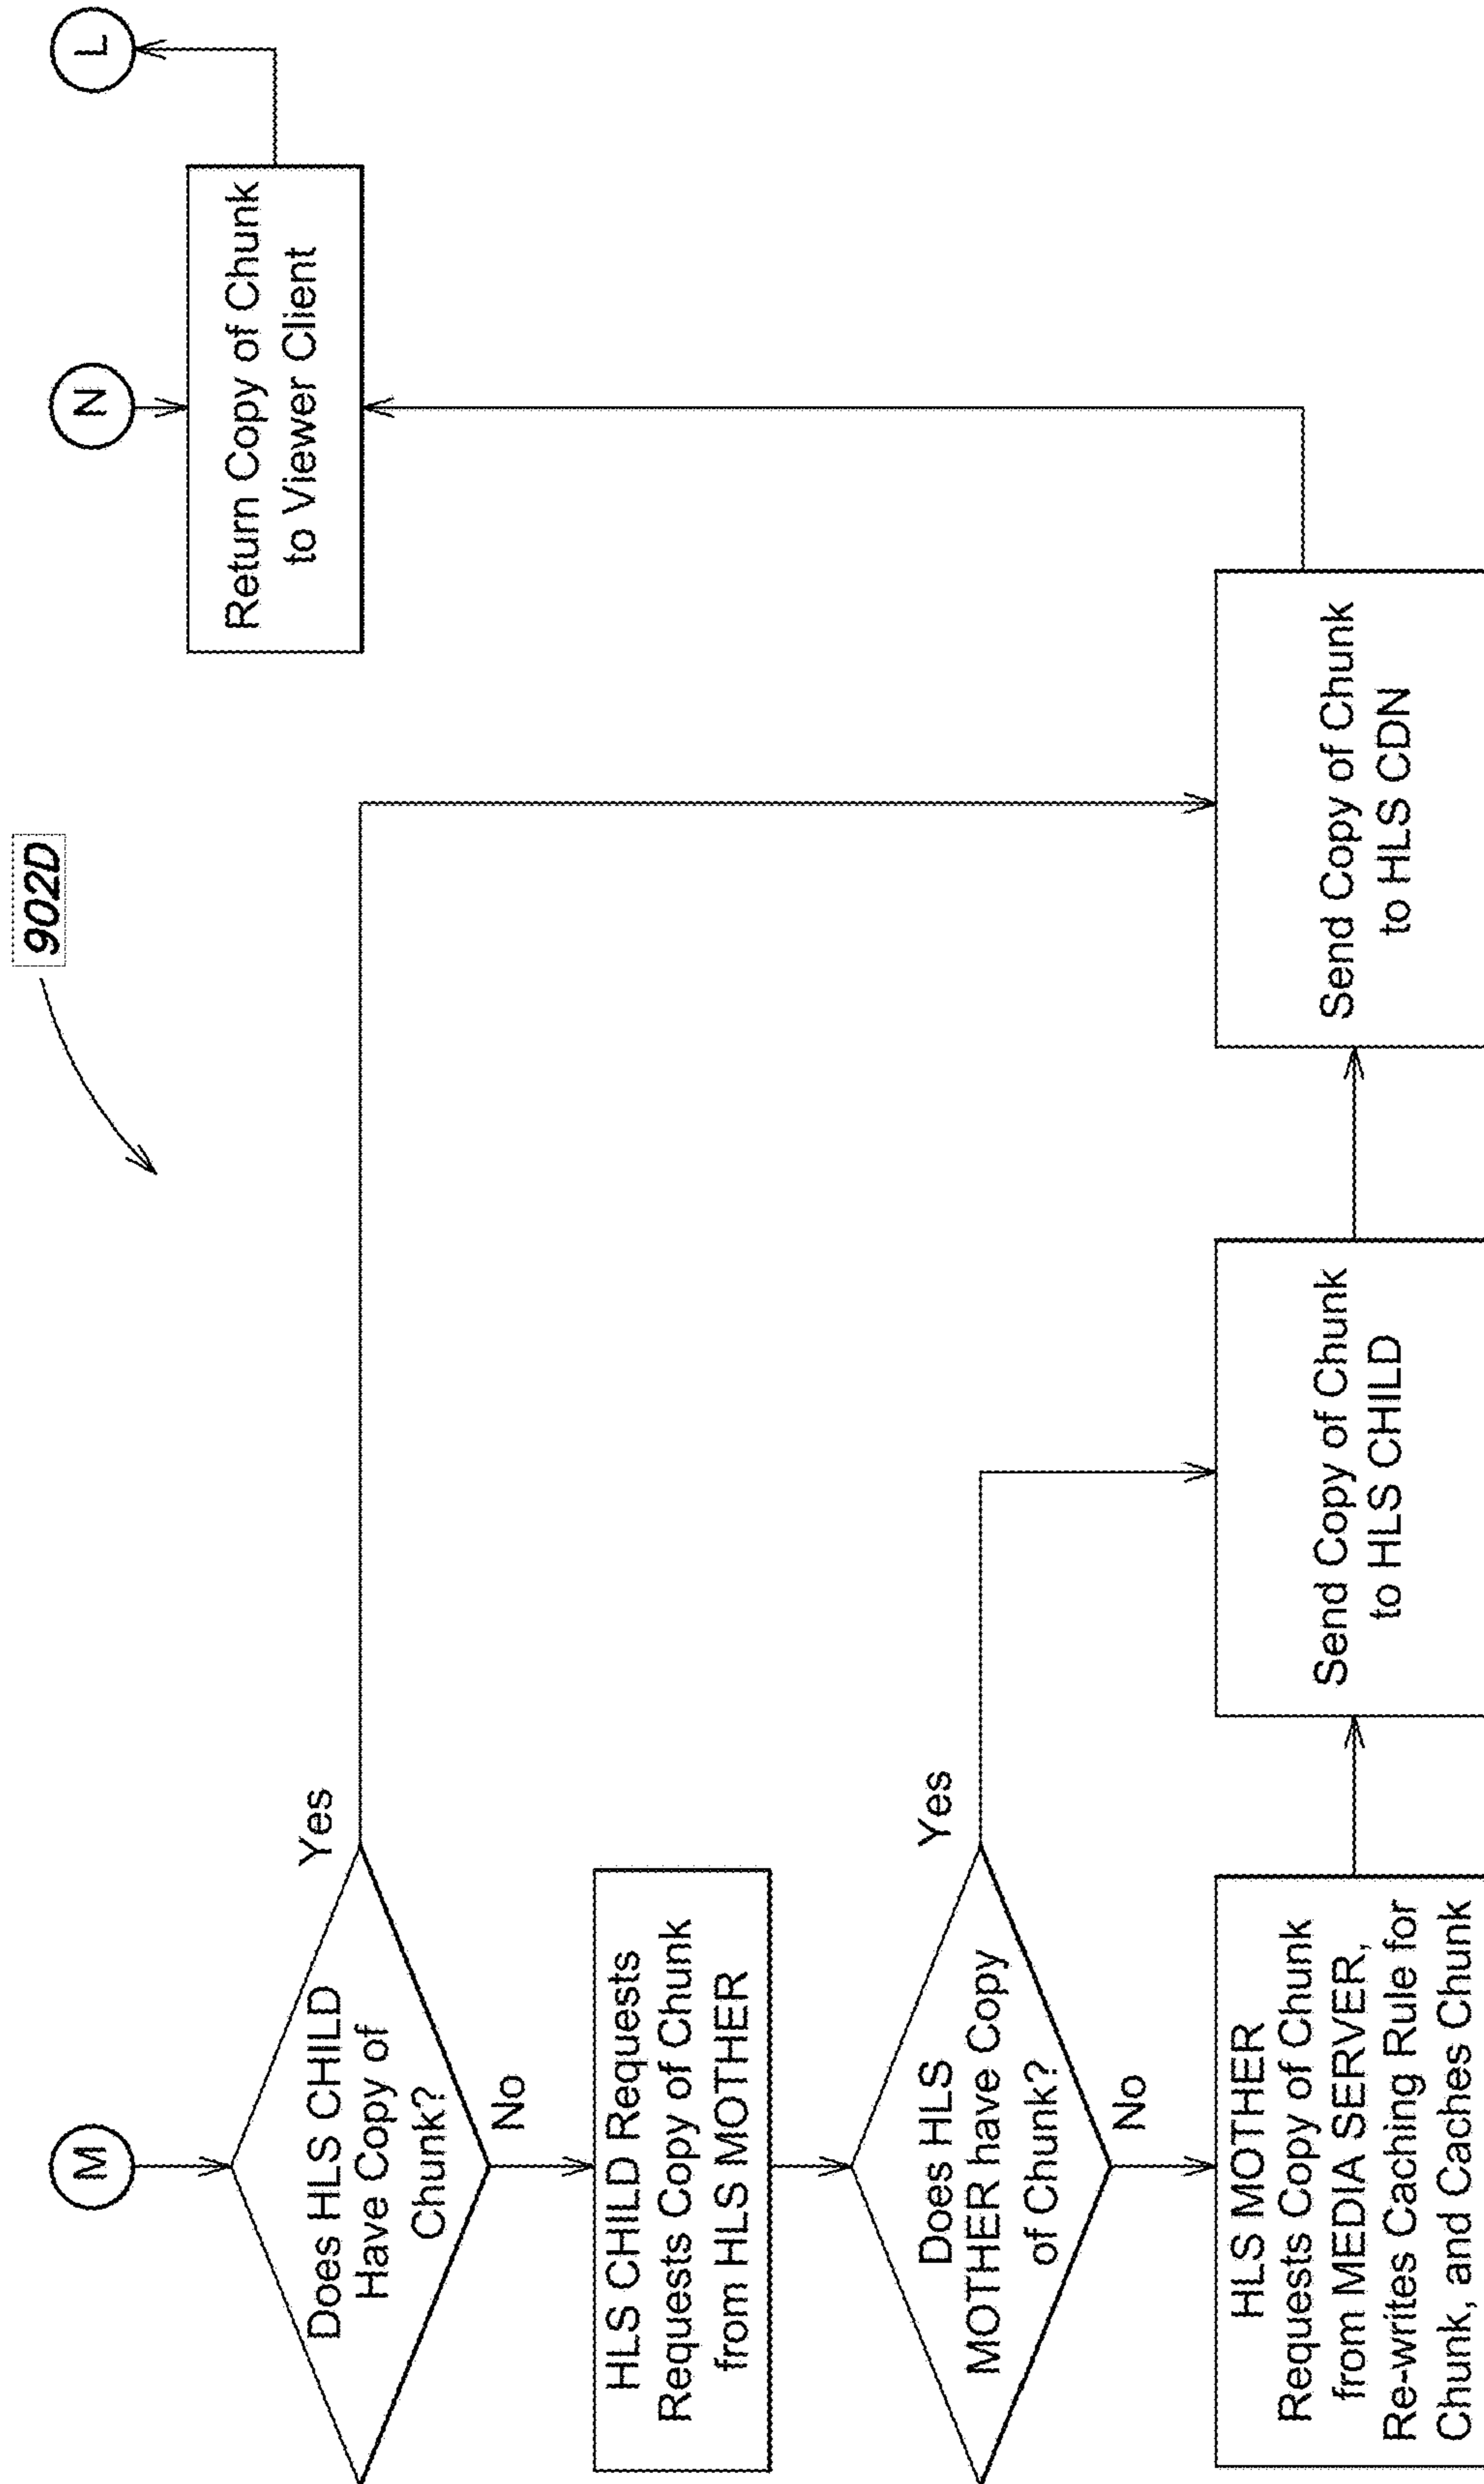 902D
M
Does HLS CHILD
Have Copy of
Chunk?
Yes
No
HLS CHILD Requests
Requests Copy of Chunk
from HLS MOTHER
Does HLS
MOTHER have Copy
of Chunk?
Yes
No
HLS MOTHER
Requests Copy of Chunk
from MEDIA SERVER,
Re-writes Caching Rule for
Chunk, and Caches Chunk
Send Copy of Chunk
to HLS CHILD
Send Copy of Chunk
to HLS CDN
N
Return Copy of Chunk
to Viewer Client
L